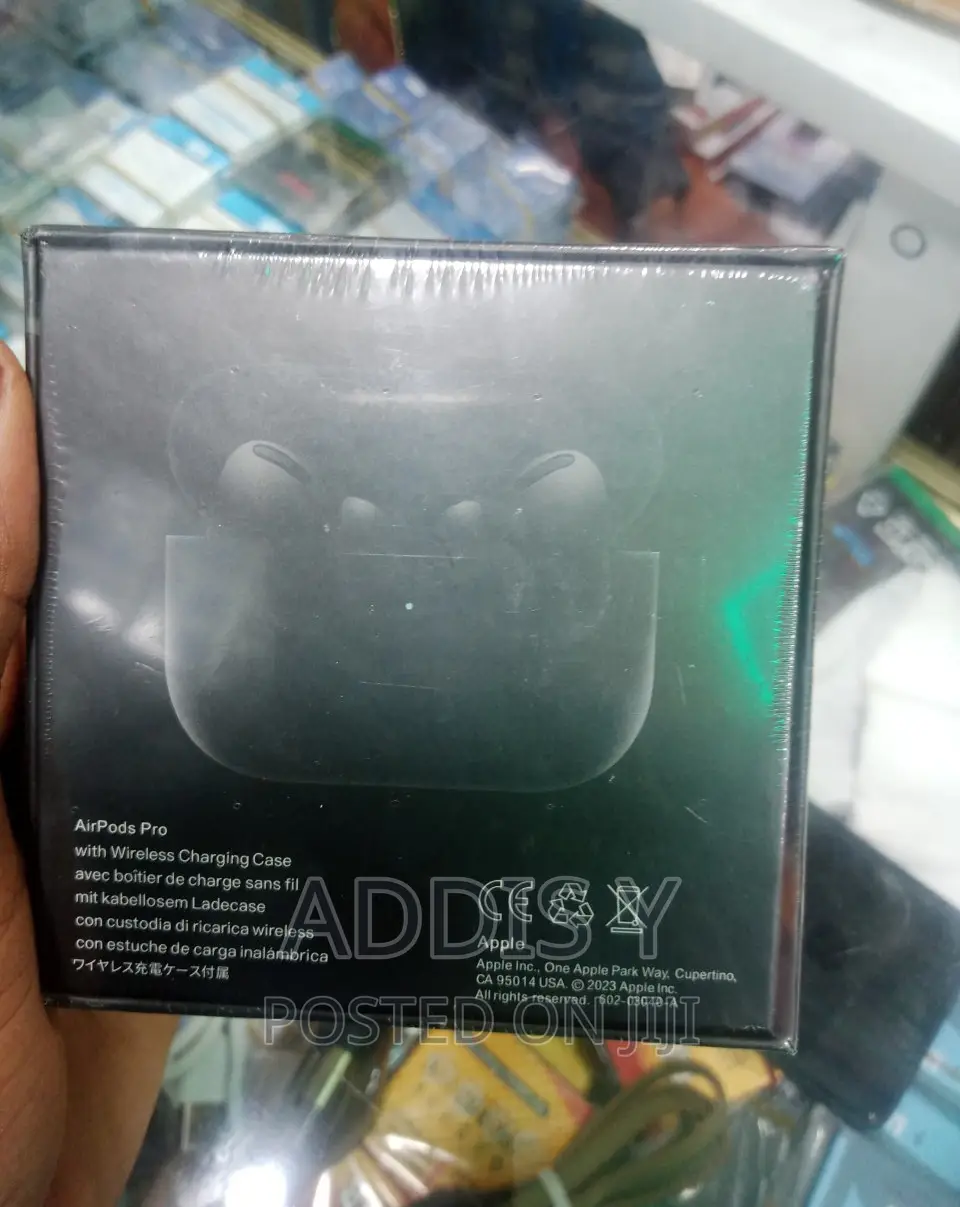 AirPods Pro
with Wireless Charging Case
avec boîtier de charge sans fil
mit kabellosem Ladecase
con custodia di ricarica wireless
con estuche de carga inalámbrica
ワイヤレス充電ケース付属
CE
Apple
Apple Inc., One Apple Park Way, Cupertino,
CA 95014 USA. © 2023 Apple Inc.
All rights reserved.
ADDIS Y
POSTED ON JIJI